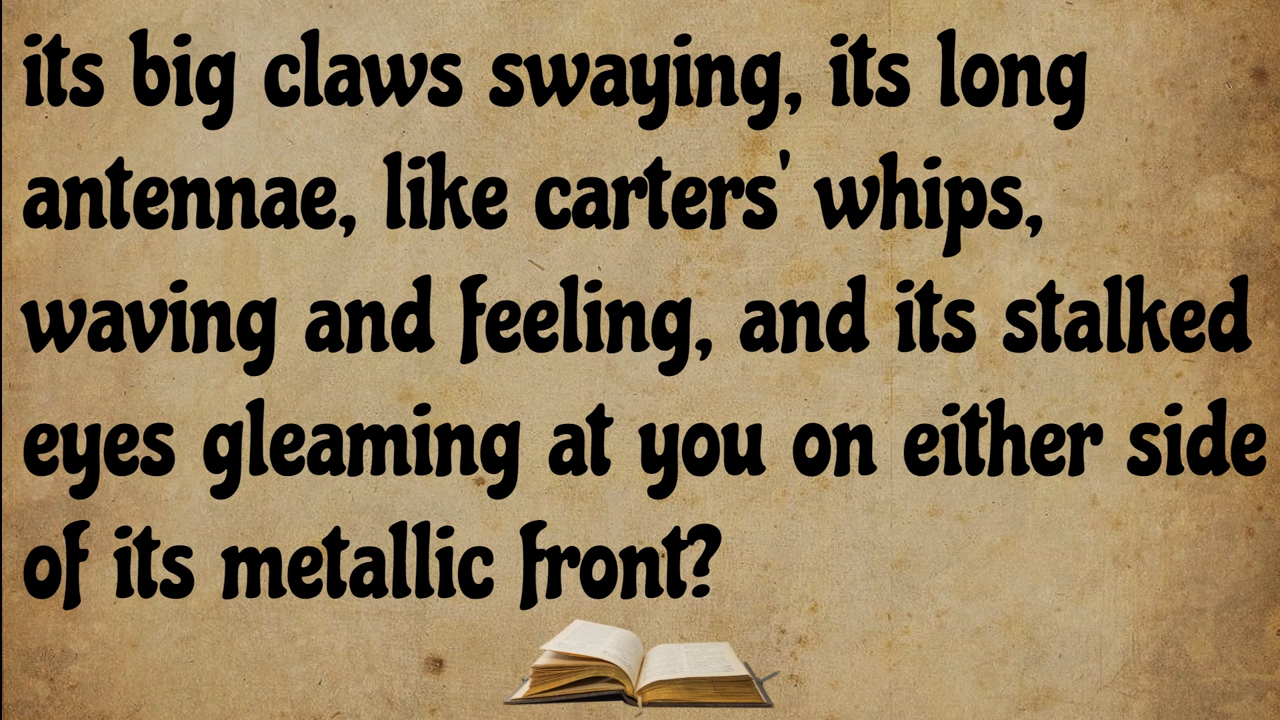 its big claws swaying, its long
antennae, like carters' whips,
waving and feeling, and its stalked
eyes gleaming at you on either side
of its metallic front?